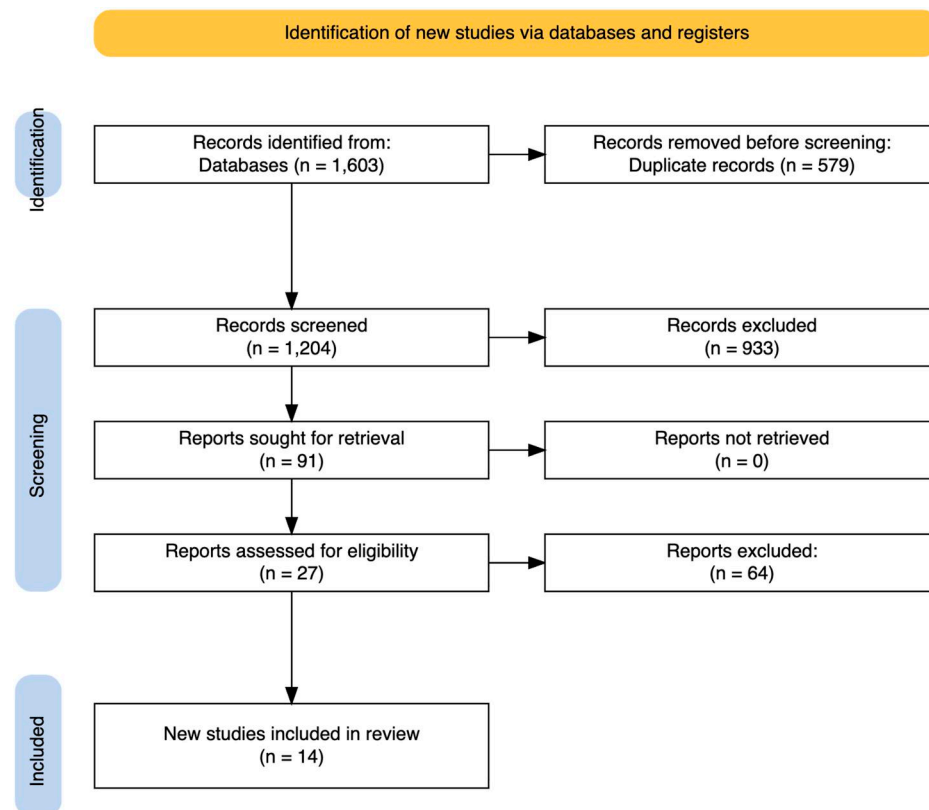 Identification of new studies via databases and registers
Identification
Records identified from:
Databases (n = 1,603)
Records removed before screening:
Duplicate records (n = 579)
Screening
Records screened
(n = 1,204)
Records excluded
(n = 933)
Reports sought for retrieval
(n = 91)
Reports not retrieved
(n = 0)
Reports assessed for eligibility
(n = 27)
Reports excluded:
(n = 64)
Included
New studies included in review
(n = 14)